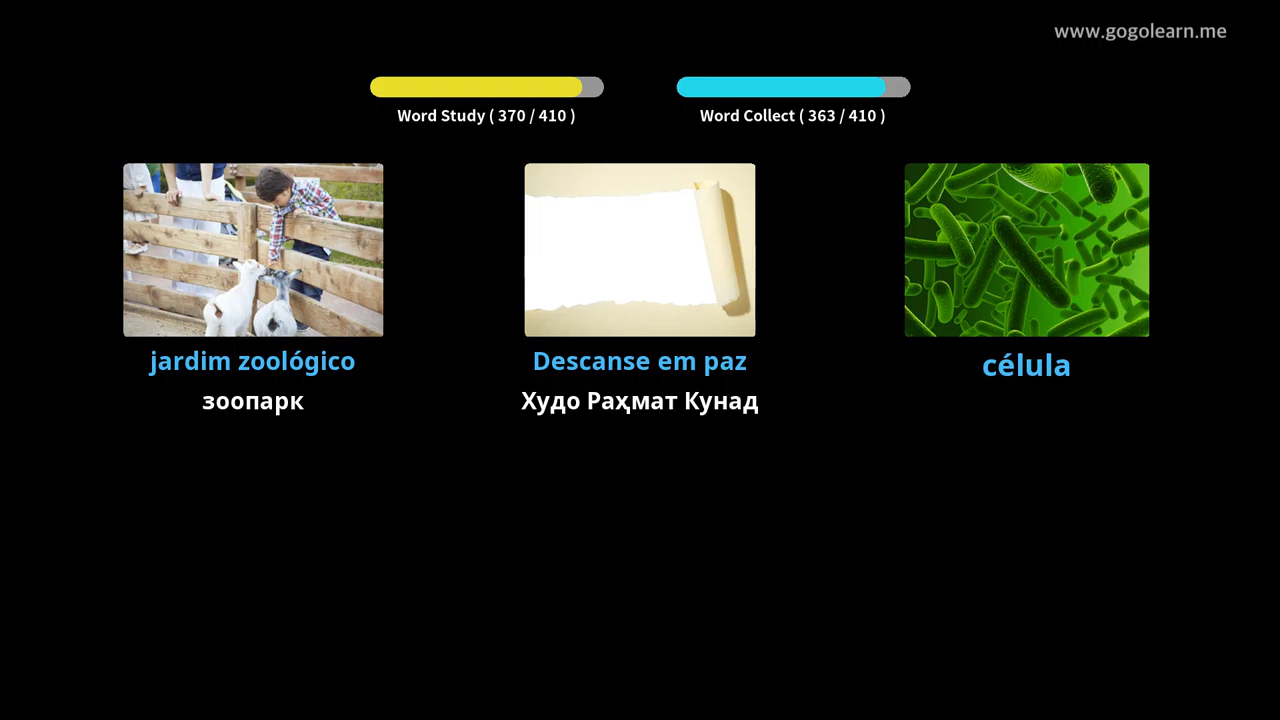 www.gogolearn.me
Word Study ( 370 / 410 )
Word Collect ( 363 / 410 )
jardim zoológico
зоопарк
Descanse em paz
Худо Раҳмат Кунад
célula